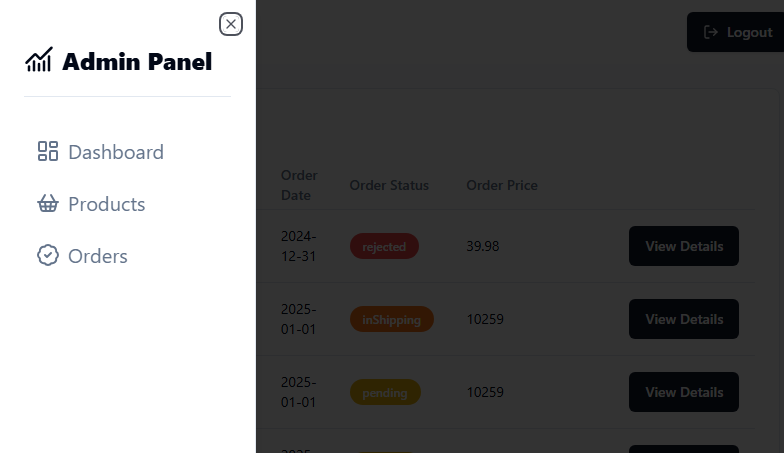 Logout
Admin Panel
Dashboard
Products
Orders
Order Date
Order Status
Order Price
2024-12-31
rejected
39.98
View Details
2025-01-01
inShipping
10259
View Details
2025-01-01
pending
10259
View Details